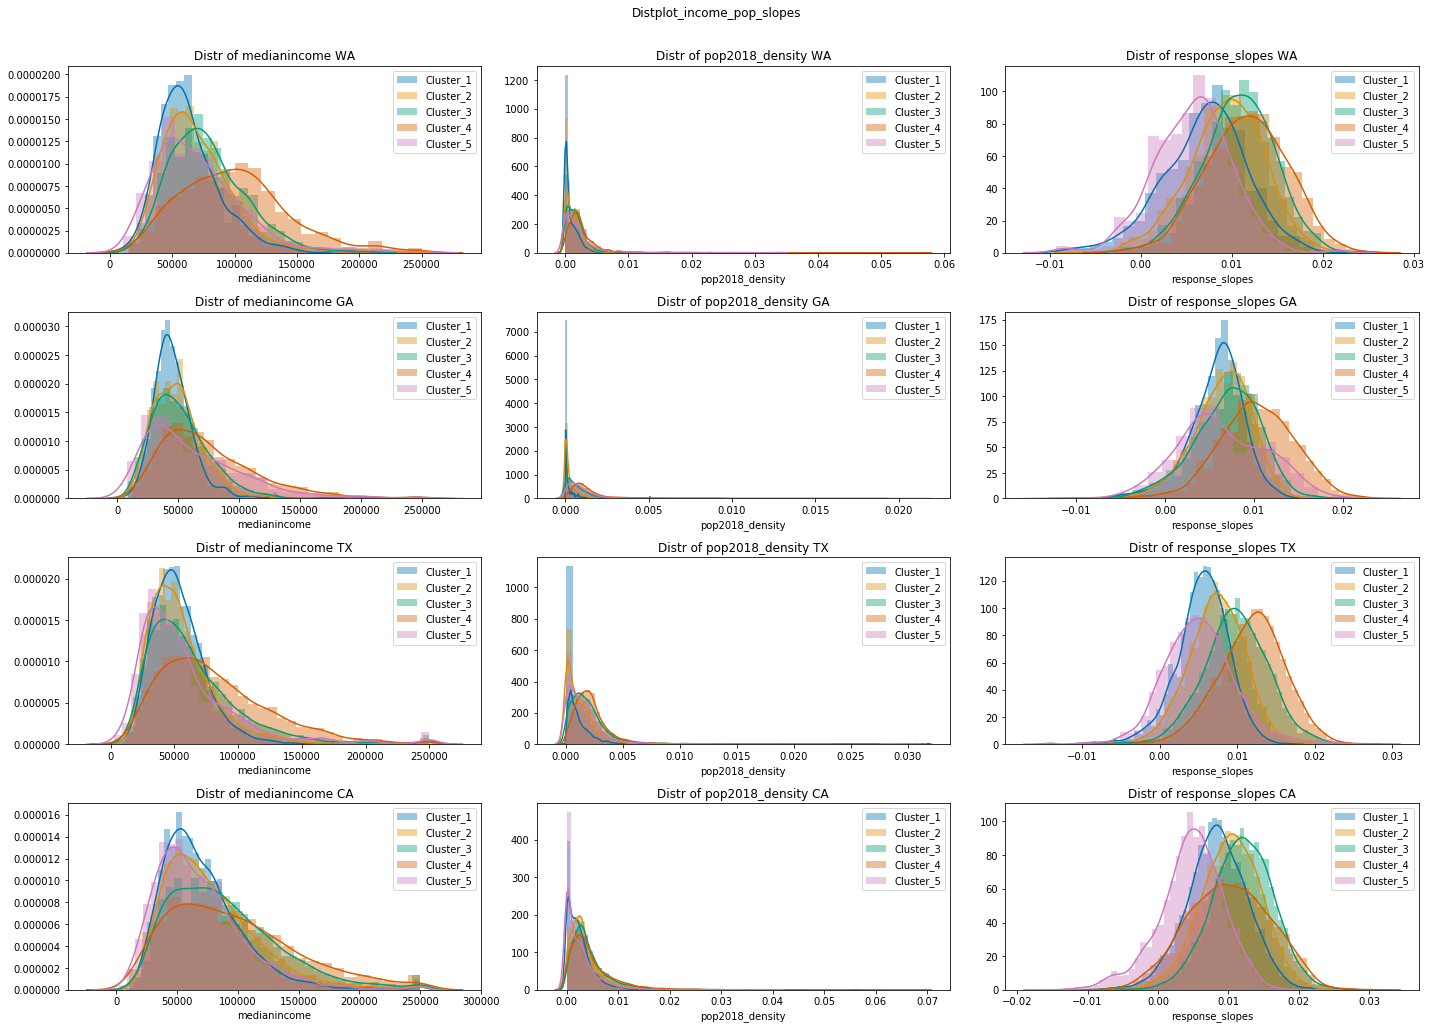 Distplot_income_pop_slopes
Distr of medianincome WA
0.0000200
0.0000175
0.0000150
0.0000125
0.0000100
0.0000075
0.0000050
0.0000025
0.0000000
0 50000 100000 150000 200000 250000
medianincome
Cluster_1
Cluster_2
Cluster_3
Cluster_4
Cluster_5
Distr of pop2018_density WA
1200
1000
800
600
400
200
0
0.00 0.01 0.02 0.03 0.04 0.05 0.06
pop2018_density
Cluster_1
Cluster_2
Cluster_3
Cluster_4
Cluster_5
Distr of response_slopes WA
100
80
60
40
20
0
−0.01 0.00 0.01 0.02 0.03
response_slopes
Cluster_1
Cluster_2
Cluster_3
Cluster_4
Cluster_5
Distr of medianincome GA
0.000030
0.000025
0.000020
0.000015
0.000010
0.000005
0.000000
0 50000 100000 150000 200000 250000
medianincome
Cluster_1
Cluster_2
Cluster_3
Cluster_4
Cluster_5
Distr of pop2018_density GA
7000
6000
5000
4000
3000
2000
1000
0
0.000 0.005 0.010 0.015 0.020
pop2018_density
Cluster_1
Cluster_2
Cluster_3
Cluster_4
Cluster_5
Distr of response_slopes GA
175
150
125
100
75
50
25
0
−0.01 0.00 0.01 0.02
response_slopes
Cluster_1
Cluster_2
Cluster_3
Cluster_4
Cluster_5
Distr of medianincome TX
0.000020
0.000015
0.000010
0.000005
0.000000
0 50000 100000 150000 200000 250000
medianincome
Cluster_1
Cluster_2
Cluster_3
Cluster_4
Cluster_5
Distr of pop2018_density TX
1000
800
600
400
200
0
0.000 0.005 0.010 0.015 0.020 0.025 0.030
pop2018_density
Cluster_1
Cluster_2
Cluster_3
Cluster_4
Cluster_5
Distr of response_slopes TX
120
100
80
60
40
20
0
−0.01 0.00 0.01 0.02 0.03
response_slopes
Cluster_1
Cluster_2
Cluster_3
Cluster_4
Cluster_5
Distr of medianincome CA
0.000016
0.000014
0.000012
0.000010
0.000008
0.000006
0.000004
0.000002
0.000000
0 50000 100000 150000 200000 250000 300000
medianincome
Cluster_1
Cluster_2
Cluster_3
Cluster_4
Cluster_5
Distr of pop2018_density CA
400
300
200
100
0
0.00 0.01 0.02 0.03 0.04 0.05 0.06 0.07
pop2018_density
Cluster_1
Cluster_2
Cluster_3
Cluster_4
Cluster_5
Distr of response_slopes CA
100
80
60
40
20
0
−0.02 −0.01 0.00 0.01 0.02 0.03
response_slopes
Cluster_1
Cluster_2
Cluster_3
Cluster_4
Cluster_5